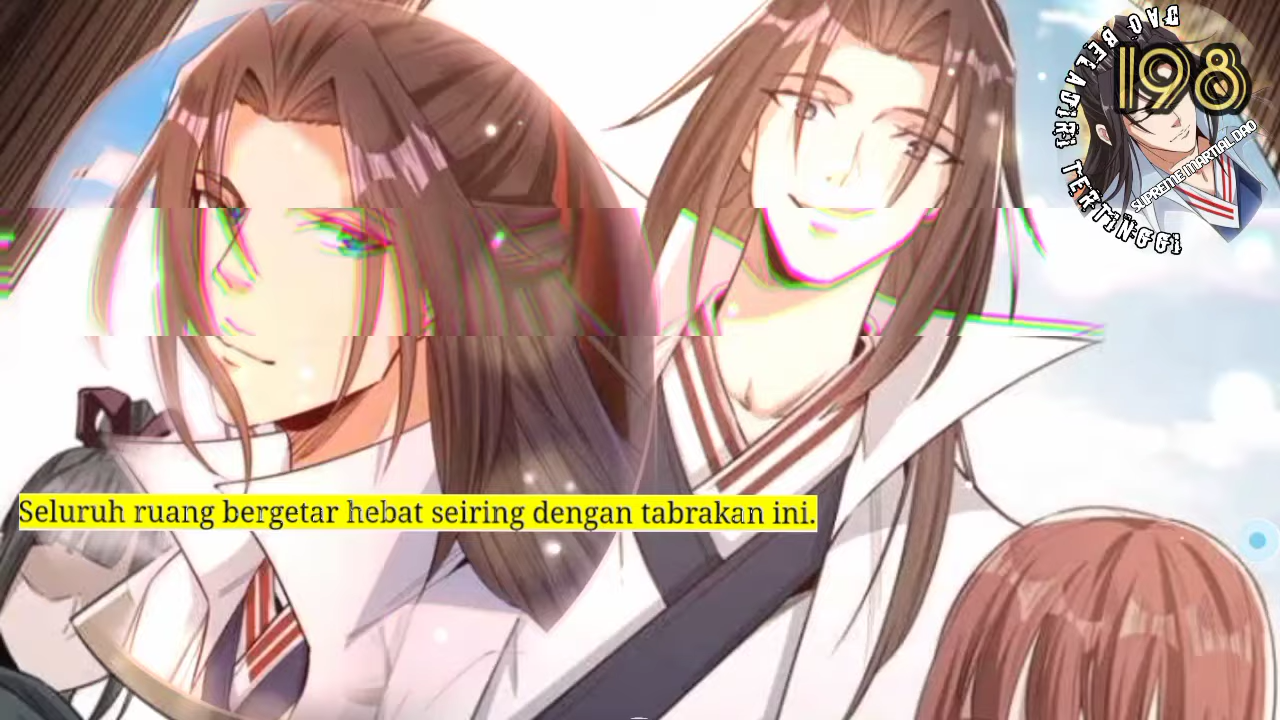 DAO BELADIRI TERTINGGI
198
SUPREME MARTIAL DAO
Seluruh ruang bergetar hebat seiring dengan tabrakan ini.